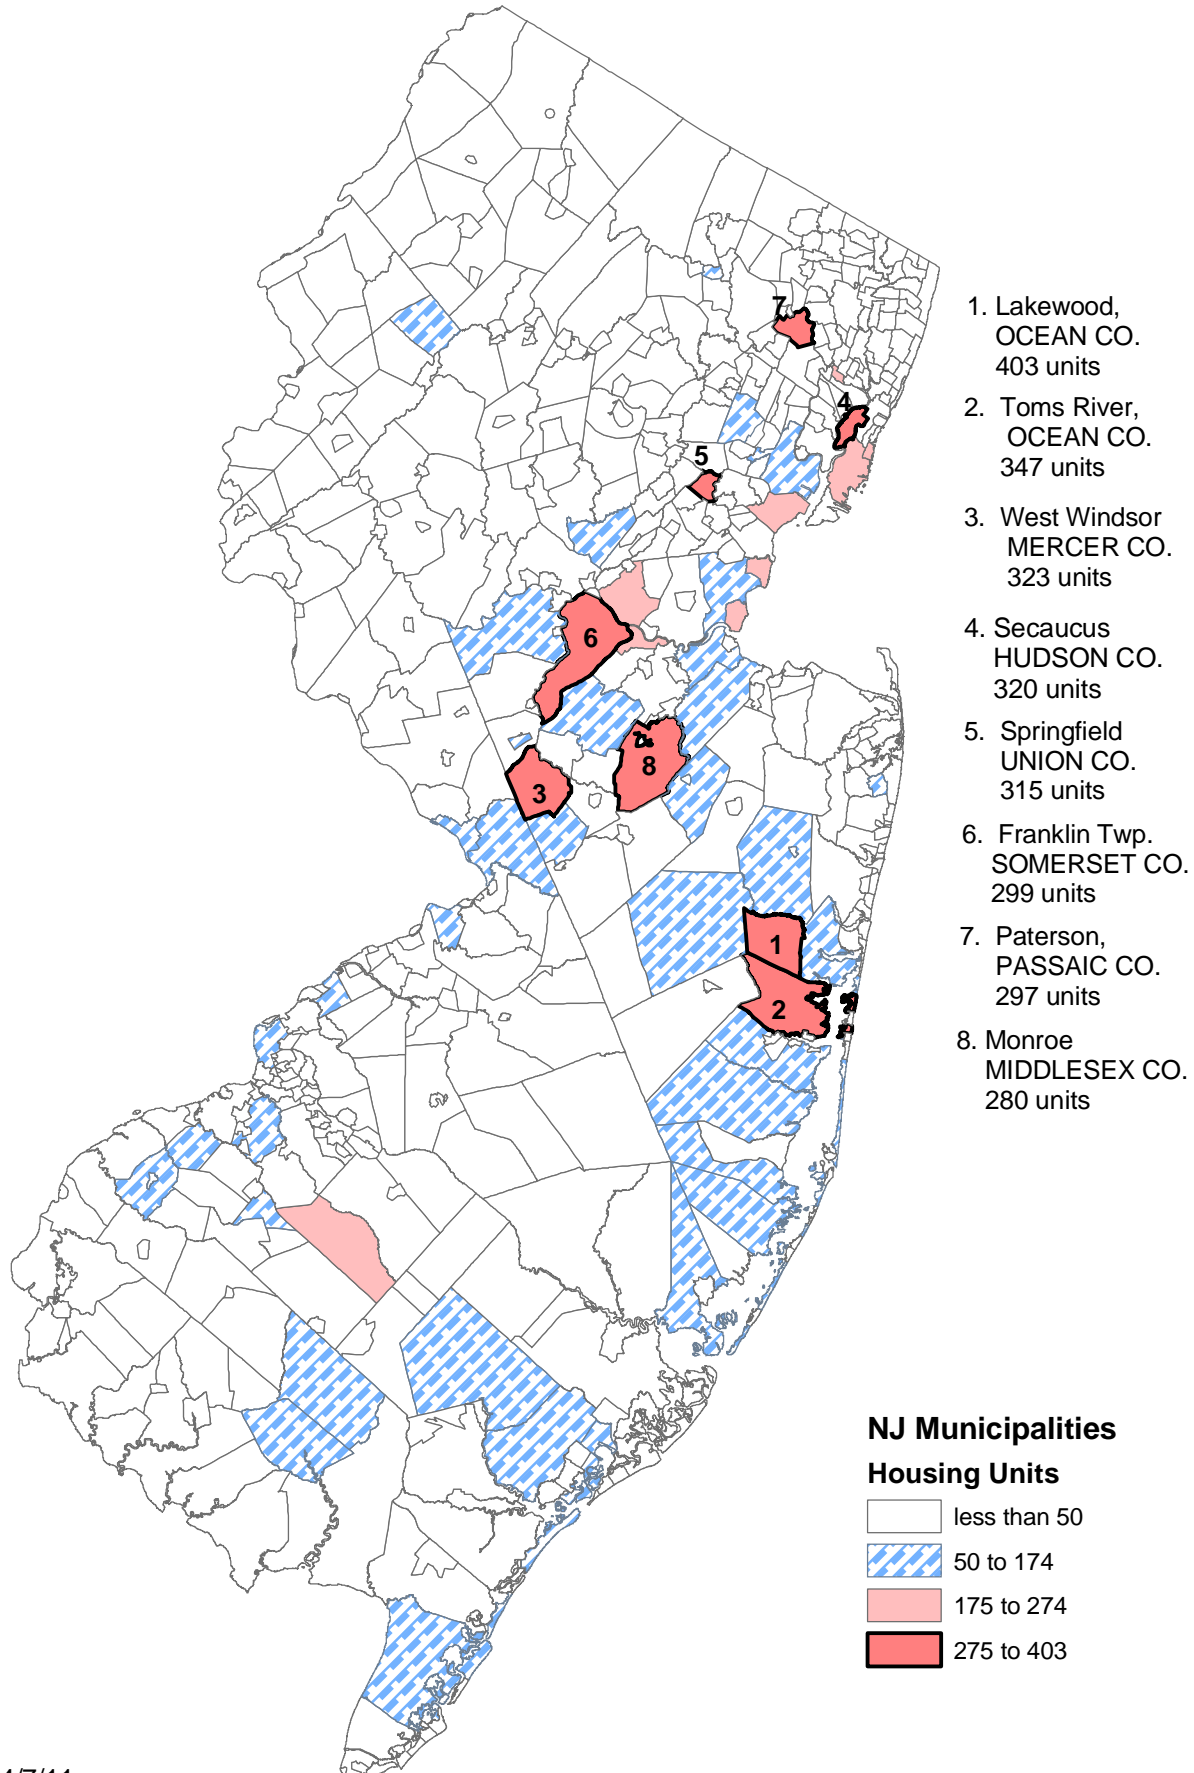 7
4
5
6
8
3
1
2
1. Lakewood,
OCEAN CO.
403 units
2. Toms River,
OCEAN CO.
347 units
3. West Windsor
MERCER CO.
323 units
4. Secaucus
HUDSON CO.
320 units
5. Springfield
UNION CO.
315 units
6. Franklin Twp.
SOMERSET CO.
299 units
7. Paterson,
PASSAIC CO.
297 units
8. Monroe
MIDDLESEX CO.
280 units
NJ Municipalities
Housing Units
less than 50
50 to 174
175 to 274
275 to 403